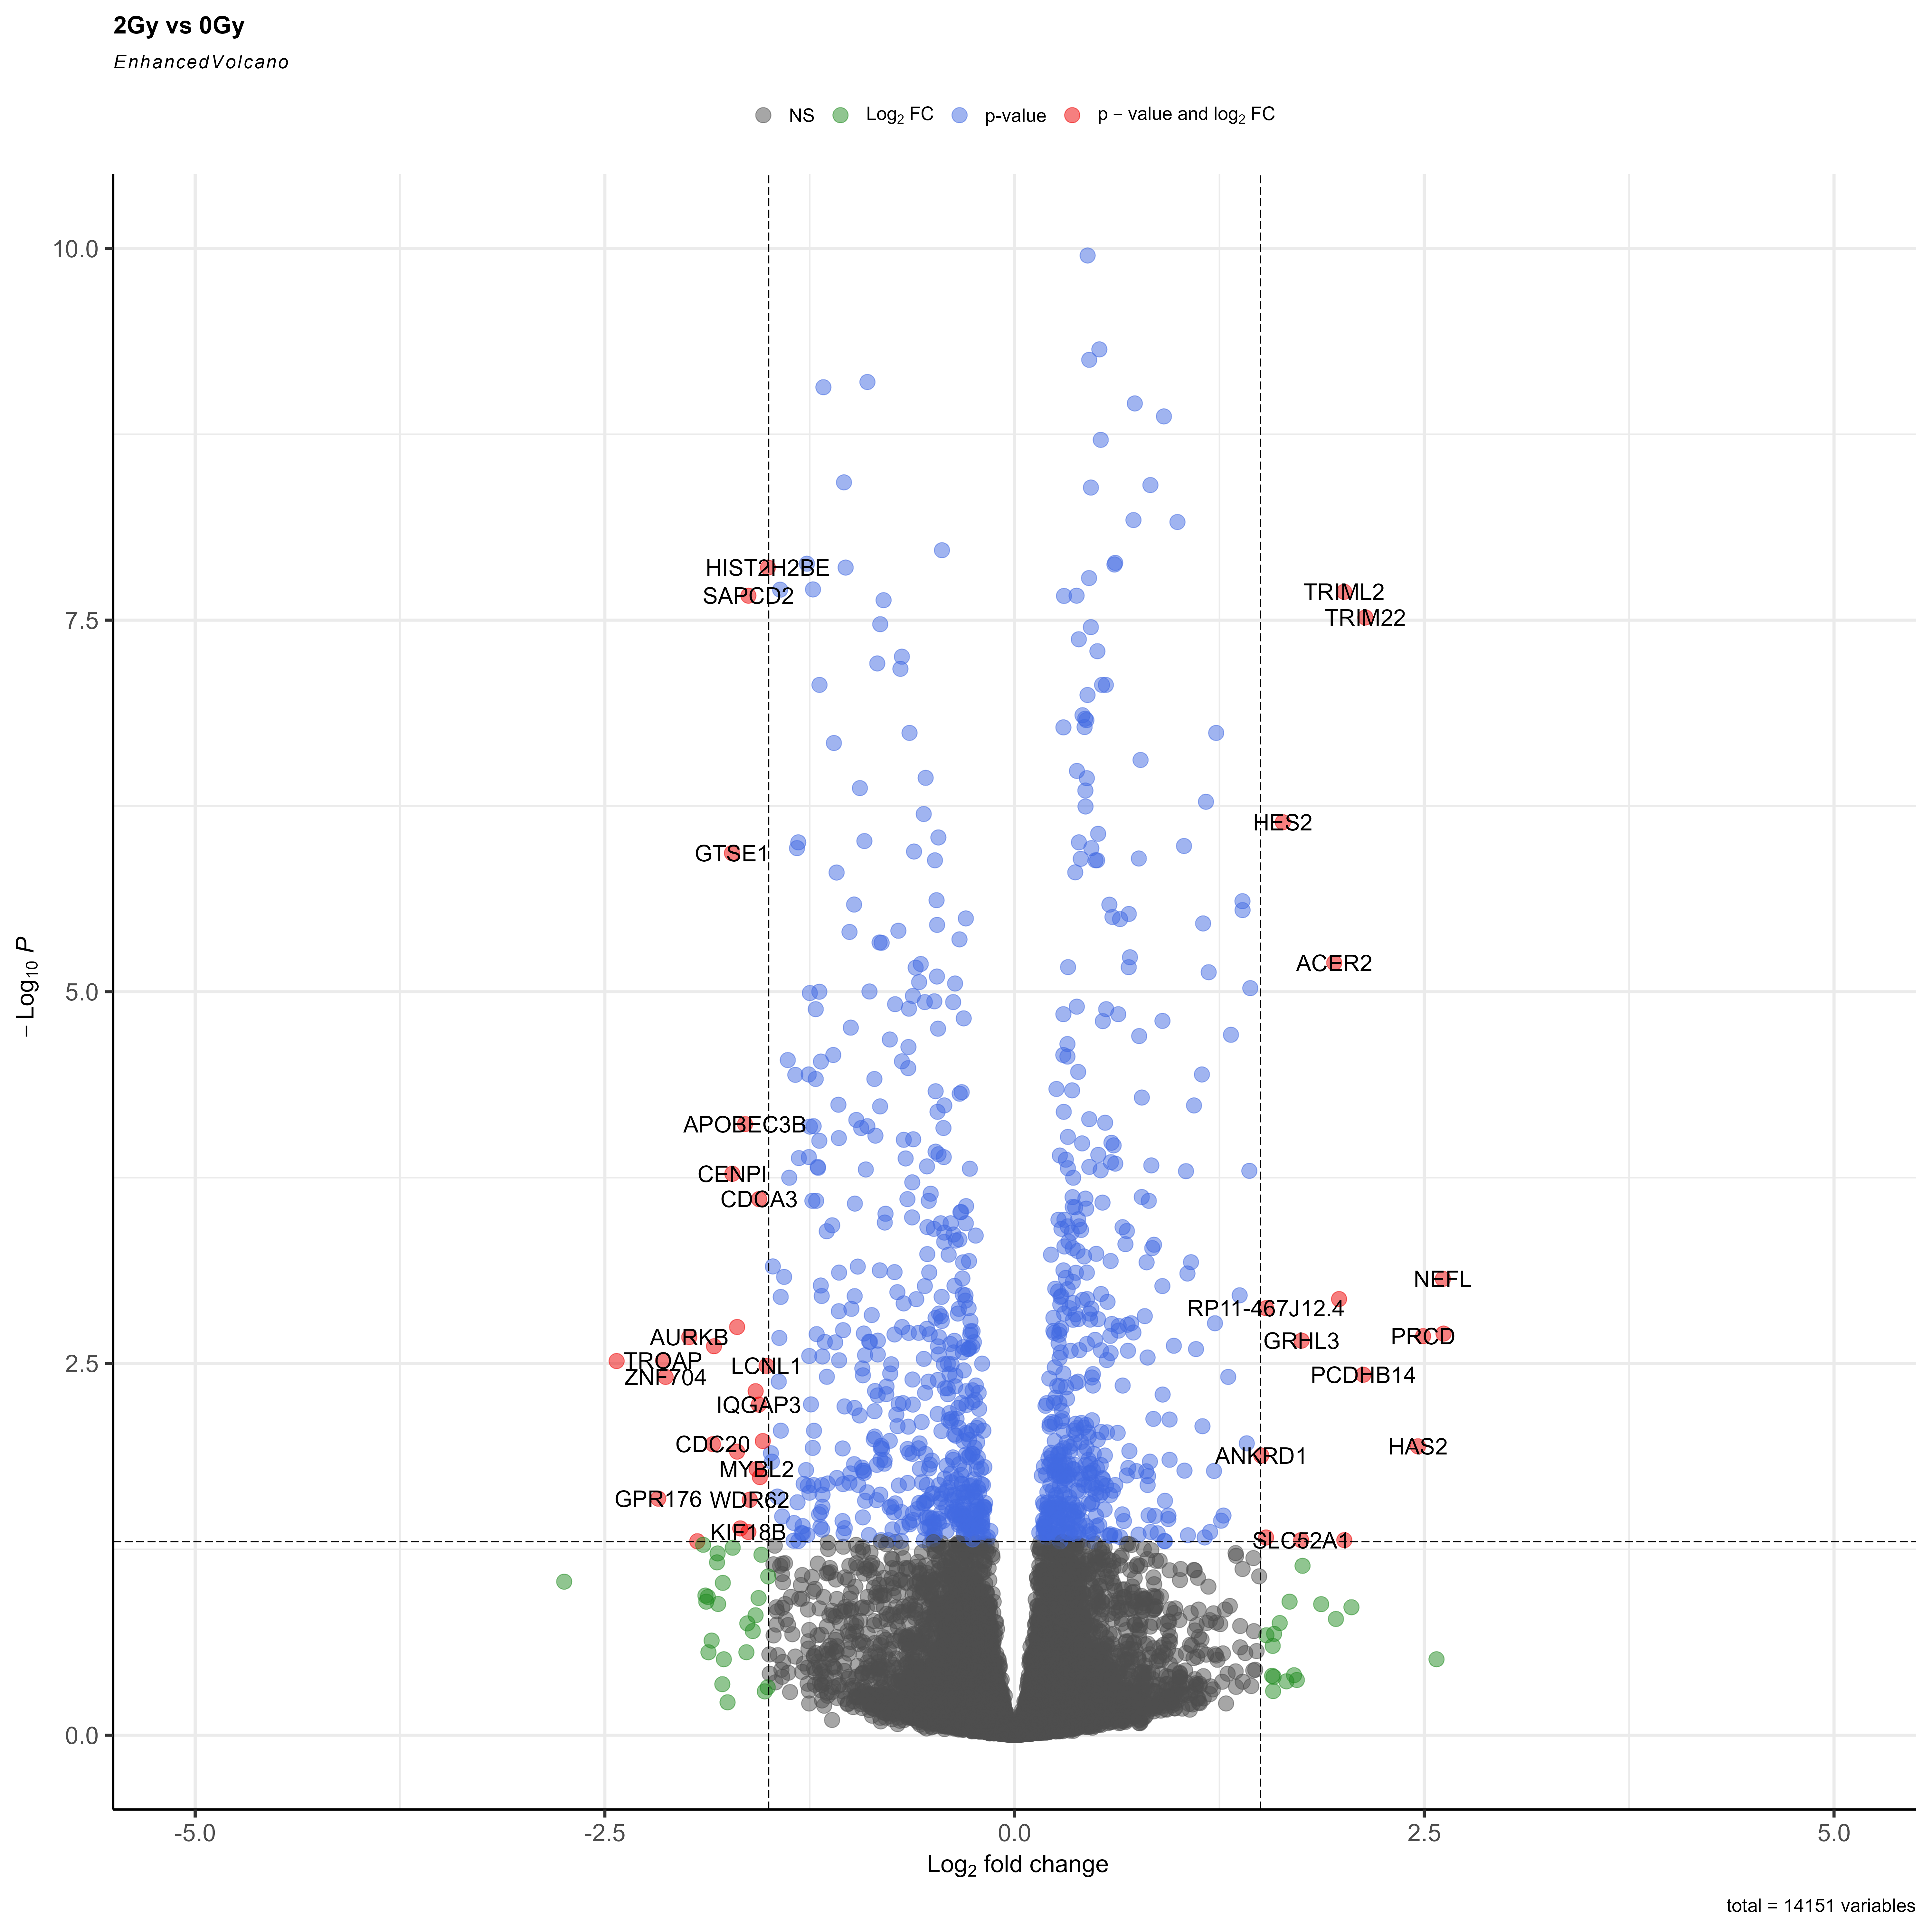 2Gy vs 0Gy
EnhancedVolcano
NS Log₂ FC p-value p − value and log₂ FC
10.0
7.5
5.0
2.5
0.0
− Log₁₀ P
HIST2H2BE
SAPCD2
TRIML2
TRIM22
HES2
GTSE1
ACER2
APOBEC3B
CENPI
CDCA3
NEFL
RP11-467J12.4
AURKB
GRHL3
PRCD
TROAP
LCNL1
ZNF704
PCDHB14
IQGAP3
CDC20
HAS2
ANKRD1
MYBL2
GPR176
WDR62
KIF18B
SLC52A1
-5.0 -2.5 0.0 2.5 5.0
Log₂ fold change
total = 14151 variables